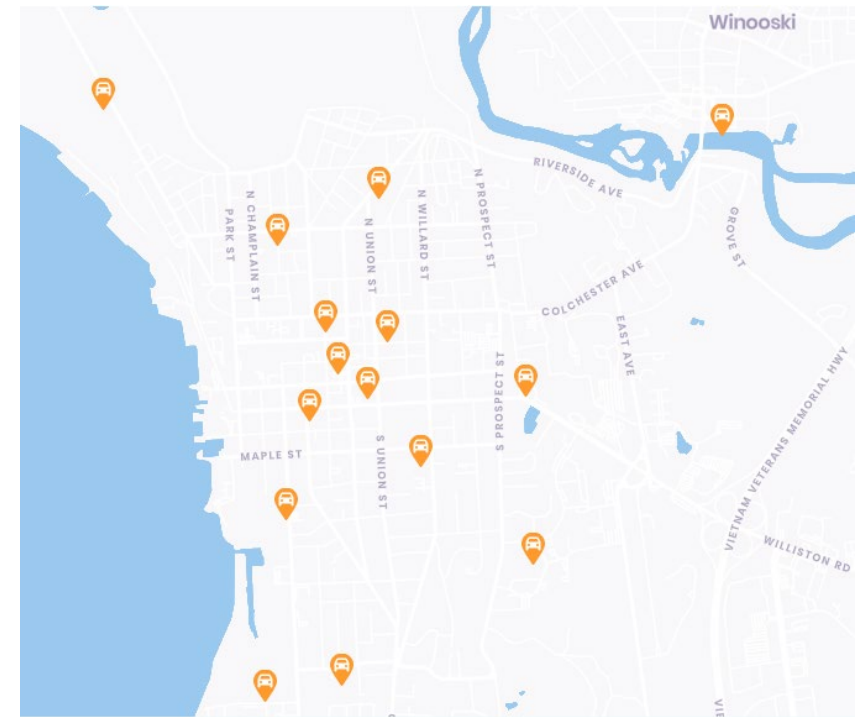 Winooski
RIVERSIDE AVE
N PROSPECT ST
N WILLARD ST
N CHAMPLAIN ST
PARK ST
N UNION ST
GROVE ST
COLCHESTER AVE
EAST AVE
S PROSPECT ST
VIETNAM VETERANS MEMORIAL HWY
MAPLE ST
S UNION ST
WILLISTON RD